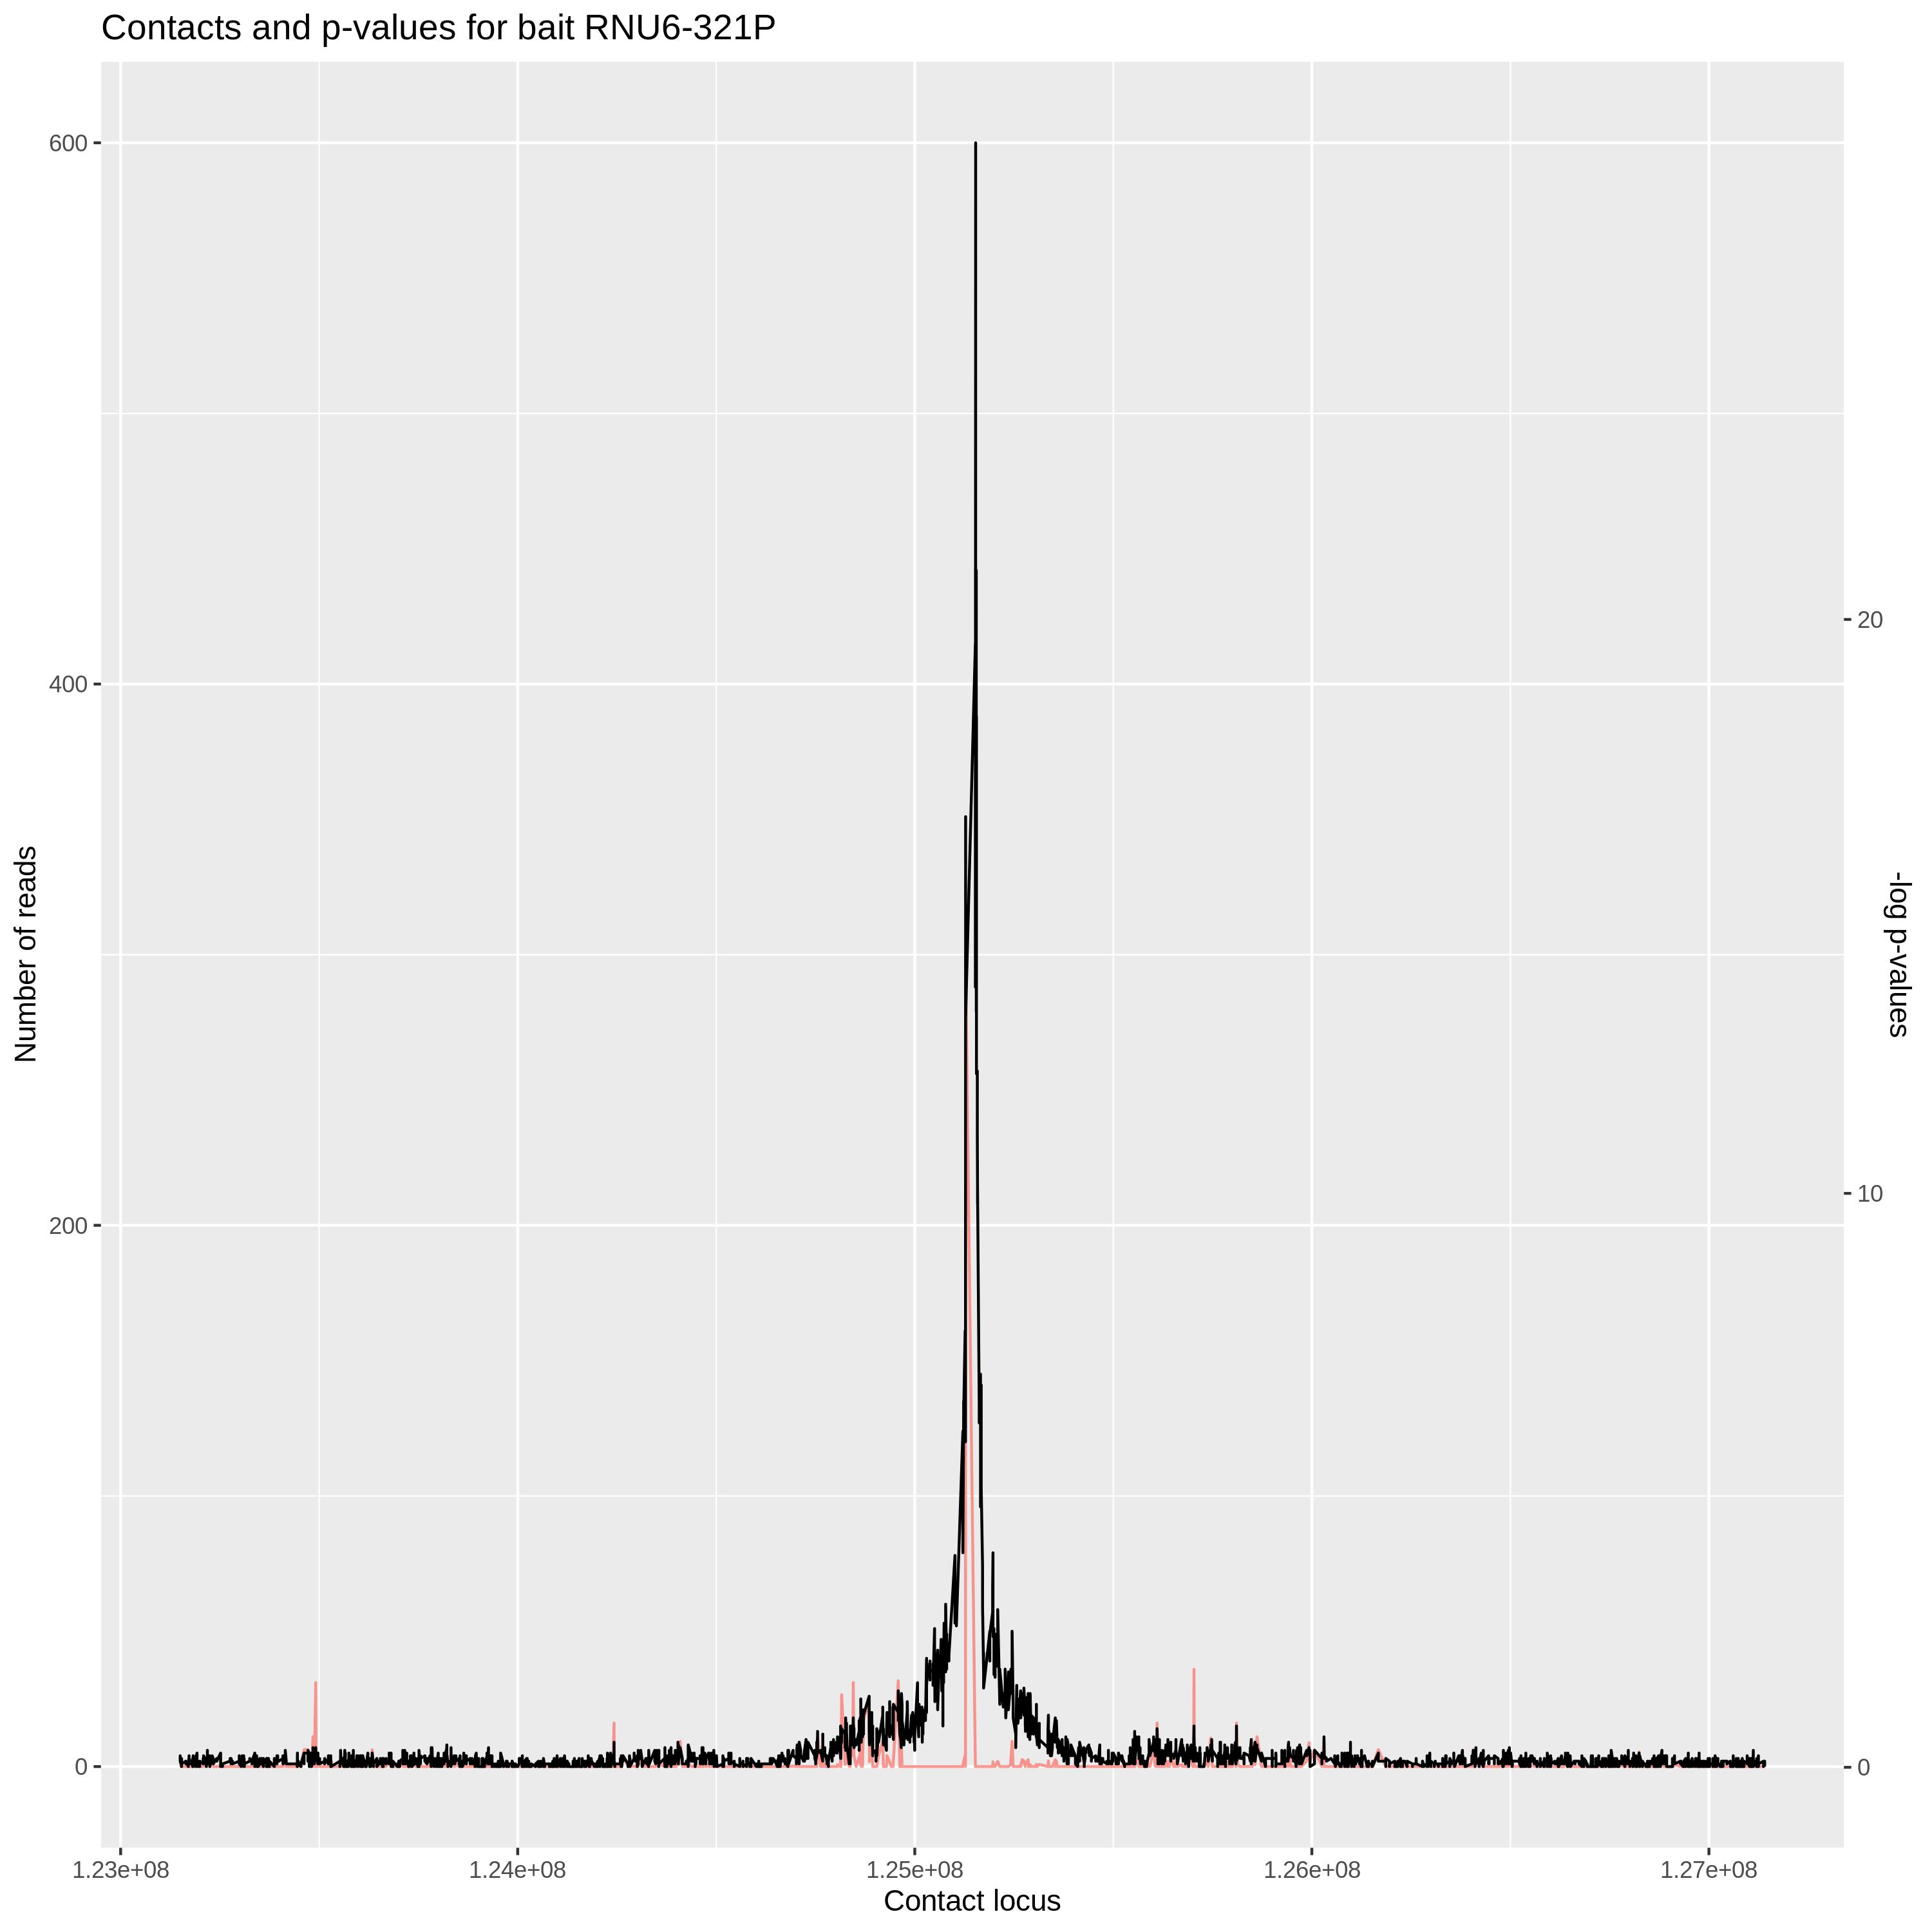 Contacts and p-values for bait RNU6-321P
600
400
200
0
Number of reads
20
10
0
-log p-values
1.23e+08
1.24e+08
1.25e+08
1.26e+08
1.27e+08
Contact locus